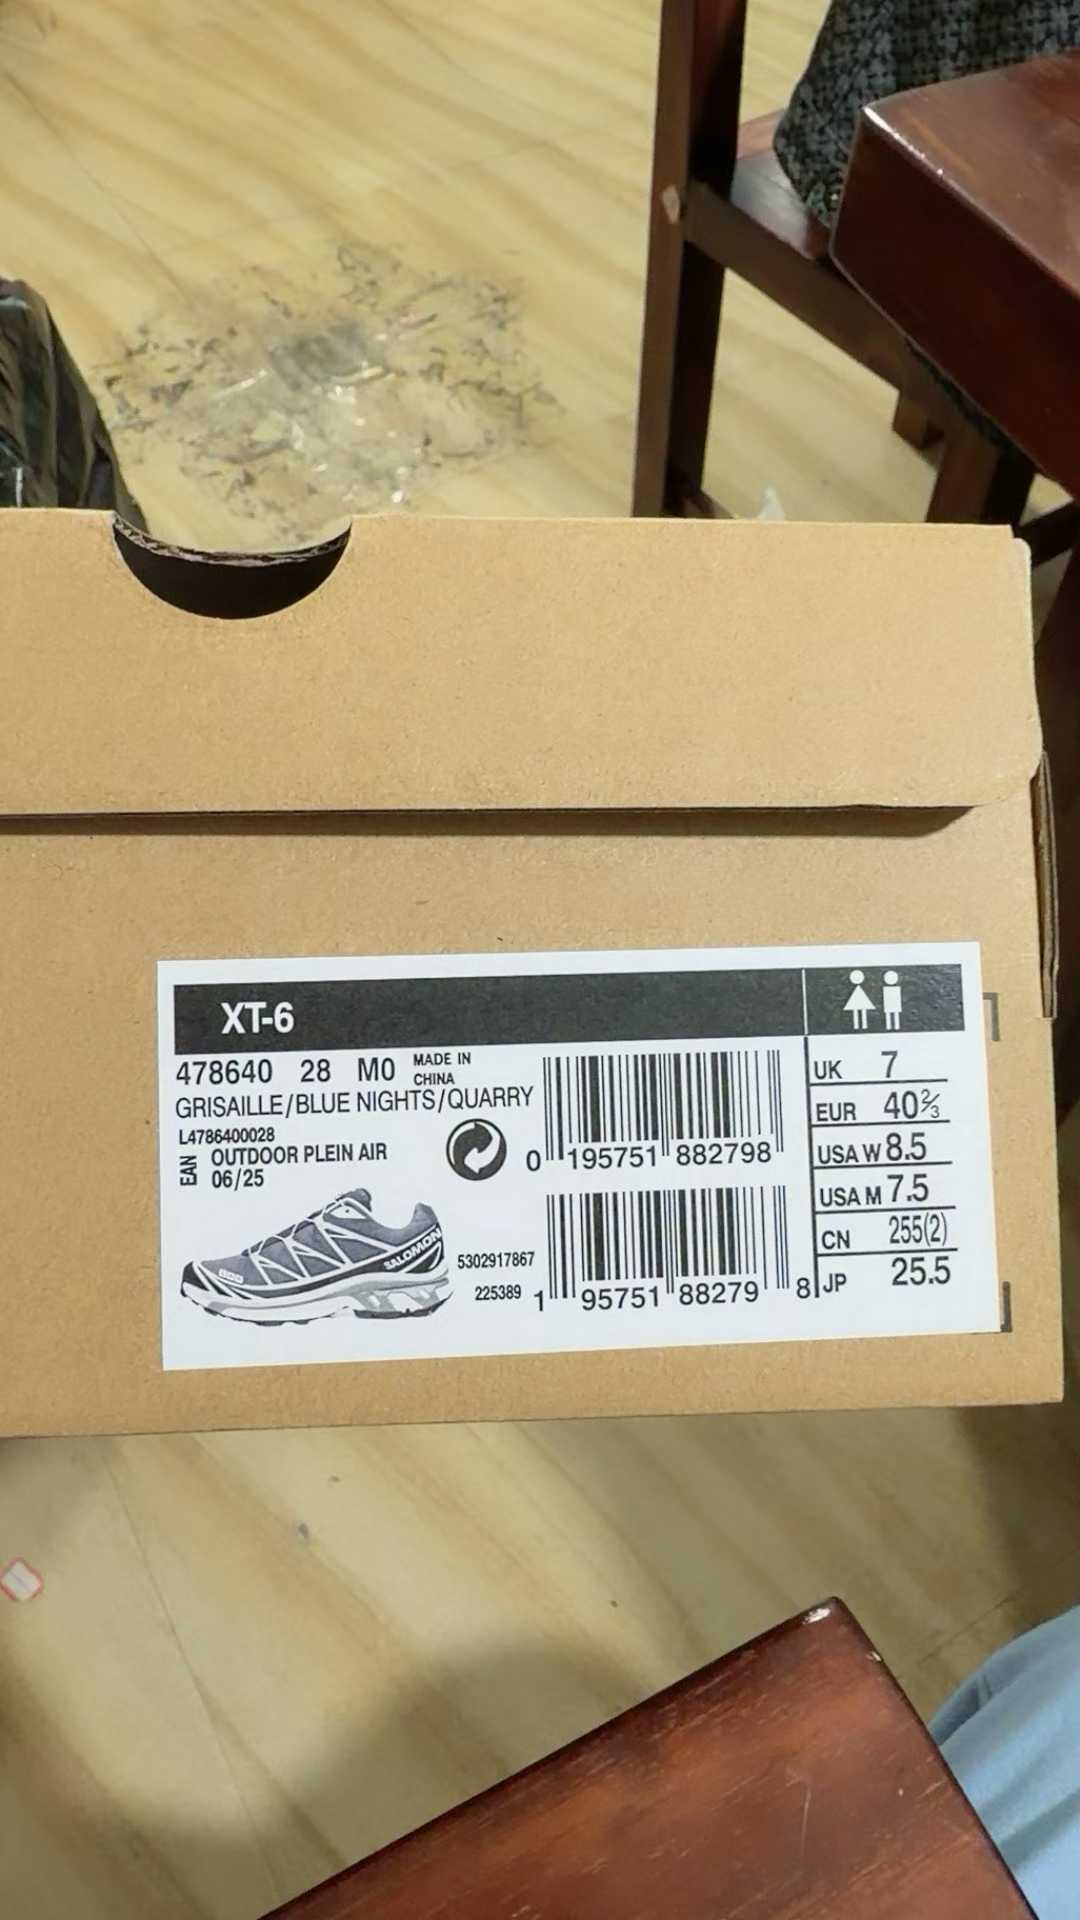 XT-6
478640 28 M0 MADE IN CHINA
GRISAILLE/BLUE NIGHTS/QUARRY
L4786400028
EAN OUTDOOR PLEIN AIR
06/25
0 195751 882798
SALOMON
5302917867
225389
1 95751 88279 8
UK 7
EUR 40⅔
USA W 8.5
USA M 7.5
CN 255(2)
JP 25.5